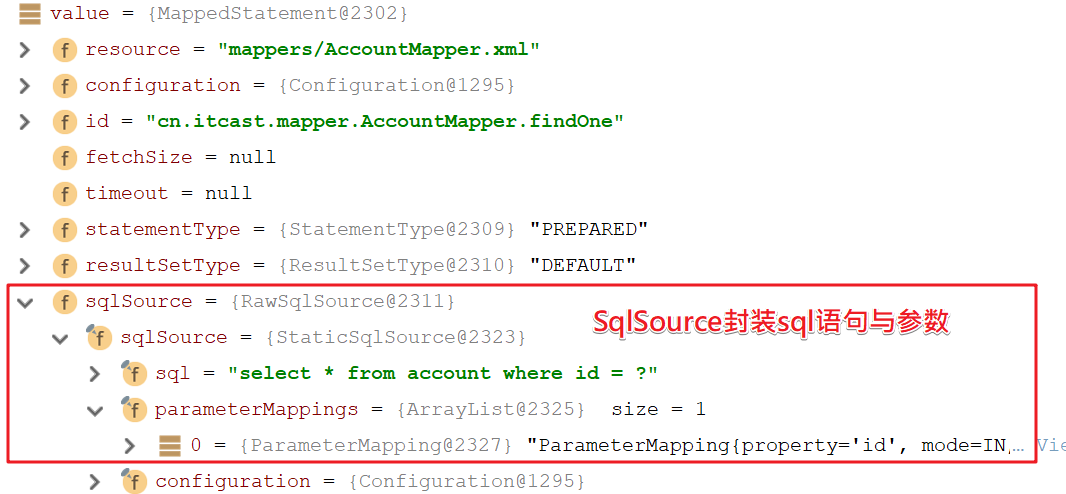 value = {MappedStatement@2302}
f resource = "mappers/AccountMapper.xml"
f configuration = {Configuration@1295}
f id = "cn.itcast.mapper.AccountMapper.findOne"
f fetchSize = null
f timeout = null
f statementType = {StatementType@2309} "PREPARED"
f resultSetType = {ResultSetType@2310} "DEFAULT"
f sqlSource = {RawSqlSource@2311}
SqlSource封装sql语句与参数
f sqlSource = {StaticSqlSource@2323}
f sql = "select * from account where id = ?"
f parameterMappings = {ArrayList@2325} size = 1
0 = {ParameterMapping@2327} "ParameterMapping{property='id', mode=IN,... Vie
f configuration = {Configuration@1295}